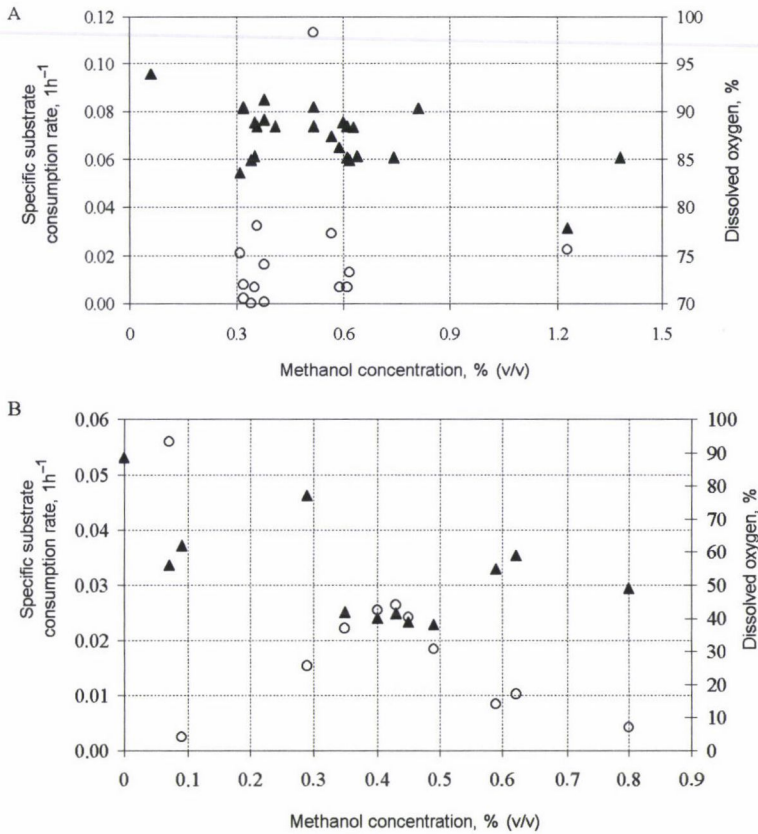 A
0.12
0.10
0.08
0.06
0.04
0.02
0.00
Specific substrate
consumption rate, 1h⁻¹
100
95
90
85
80
75
70
Dissolved oxygen, %
0 0.3 0.6 0.9 1.2 1.5
Methanol concentration, % (v/v)
B
0.06
0.05
0.04
0.03
0.02
0.01
0.00
Specific substrate
consumption rate, 1h⁻¹
100
90
80
70
60
50
40
30
20
10
0
Dissolved oxygen, %
0 0.1 0.2 0.3 0.4 0.5 0.6 0.7 0.8 0.9
Methanol concentration, % (v/v)